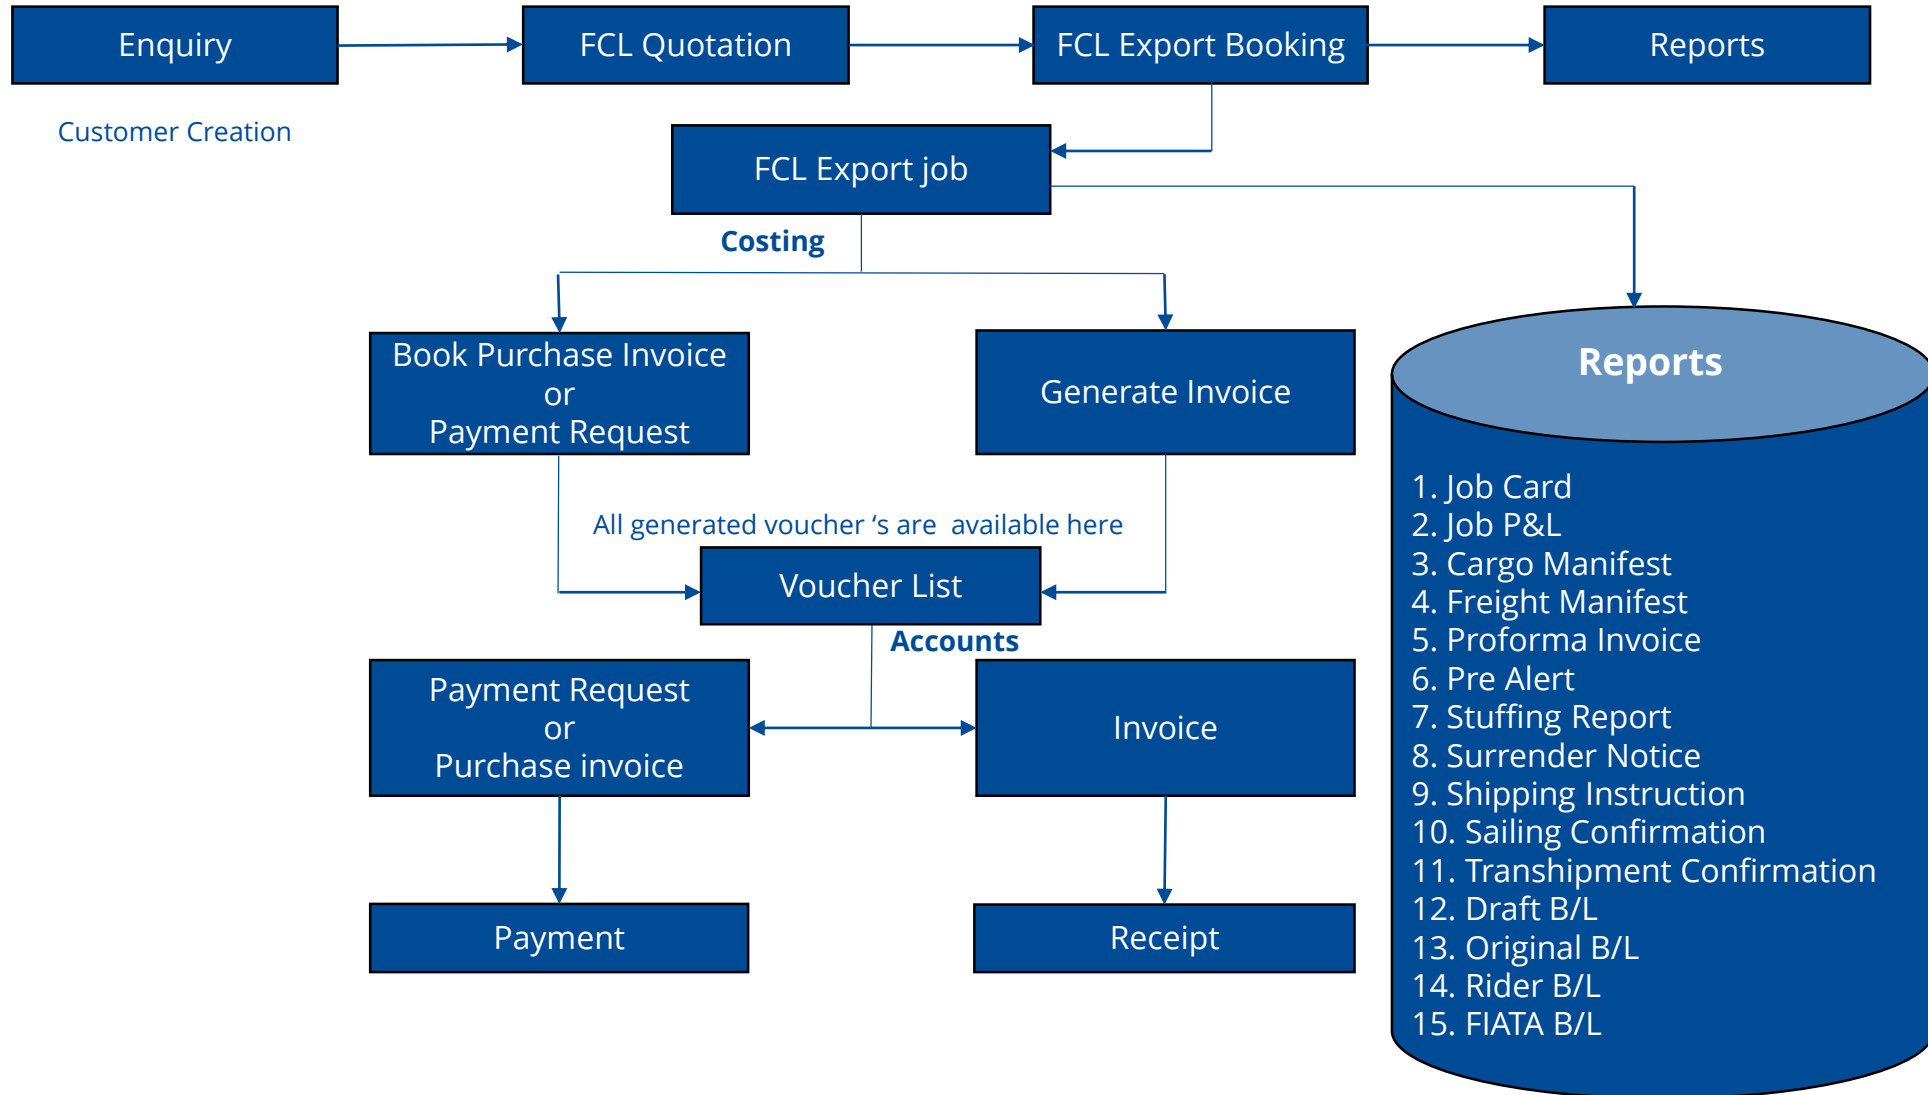 Enquiry
FCL Quotation
FCL Export Booking
Reports
Customer Creation
FCL Export job
Costing
Book Purchase Invoice
or
Payment Request
Generate Invoice
All generated voucher ‘s are  available here
Voucher List
Accounts
Payment Request
or
Purchase invoice
Invoice
Payment
Receipt
Reports
1. Job Card
2. Job P&L
3. Cargo Manifest
4. Freight Manifest
5. Proforma Invoice
6. Pre Alert
7. Stuffing Report
8. Surrender Notice
9. Shipping Instruction
10. Sailing Confirmation
11. Transhipment Confirmation
12. Draft B/L
13. Original B/L
14. Rider B/L
15. FIATA B/L